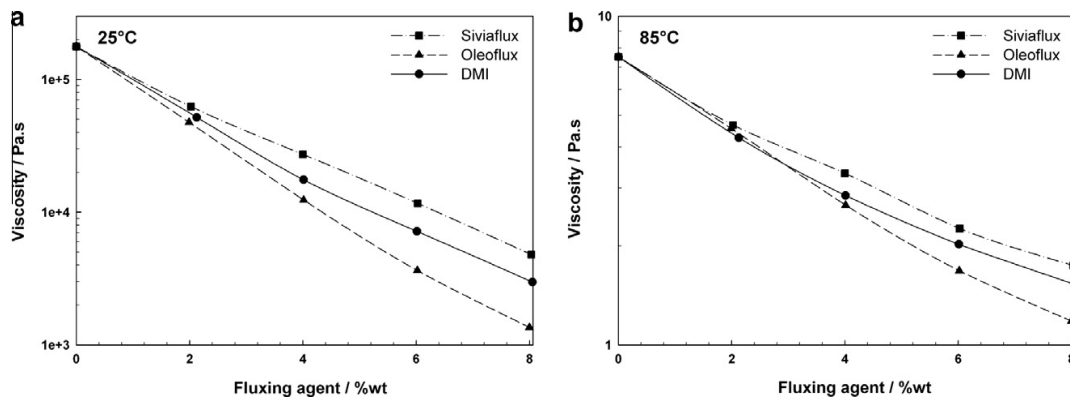 a
25°C
Siviaflux
Oleoflux
DMI
1e+5
1e+4
1e+3
Viscosity / Pa.s
0 2 4 6 8
Fluxing agent / %wt
b
85°C
Siviaflux
Oleoflux
DMI
10
1
Viscosity / Pa.s
0 2 4 6 8
Fluxing agent / %wt